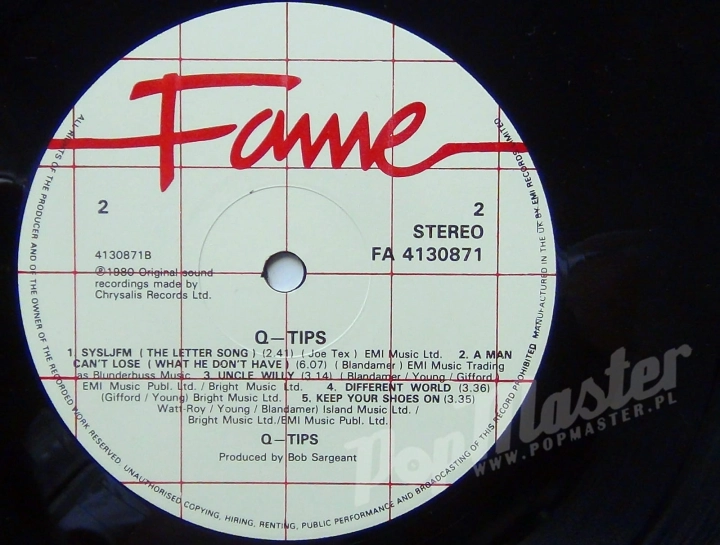 Fame
2
2
STEREO
FA 4130871
4130871B
℗1980 Original sound
recordings made by
Chrysalis Records Ltd.
Q—TIPS
1. SYSLJFM ( THE LETTER SONG ) (2.41) ( Joe Tex ) EMI Music Ltd. 2. A MAN
CAN'T LOSE ( WHAT HE DON'T HAVE ) (6.07) ( Blandamer ) EMI Music Trading
as Blunderbuss Music 3. UNCLE WILLY (3.14) ( Blandamer / Young / Gifford )
EMI Music Publ. Ltd. / Bright Music Ltd. 4. DIFFERENT WORLD (3.36)
(Gifford / Young) Bright Music Ltd. 5. KEEP YOUR SHOES ON (3.35)
Watt-Roy / Young / Blandamer) Island Music Ltd. /
Bright Music Ltd./EMI Music Publ. Ltd.
Q—TIPS
Produced by Bob Sargeant
ALL RIGHTS OF THE PRODUCER AND OF THE OWNER OF THE RECORDED WORK RESERVED. UNAUTHORISED COPYING, HIRING, RENTING, PUBLIC PERFORMANCE AND BROADCASTING OF THIS RECORD PROHIBITED. MANUFACTURED IN THE UK BY EMI RECORDS LIMITED
PopMaster
WWW.POPMASTER.PL